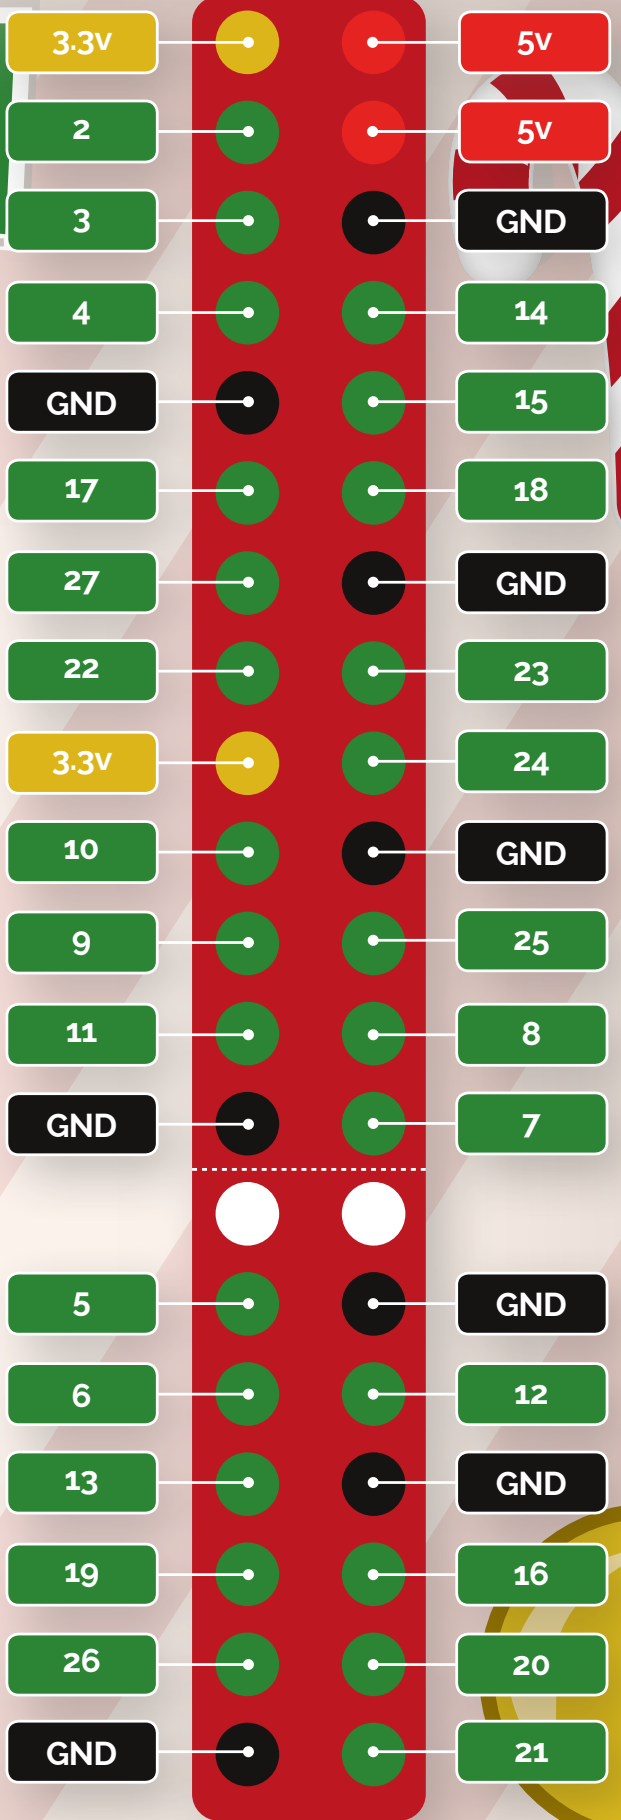 3.3V 5V
2 5V
3 GND
4 14
GND 15
17 18
27 GND
22 23
3.3V 24
10 GND
9 25
11 8
GND 7
5 GND
6 12
13 GND
19 16
26 20
GND 21